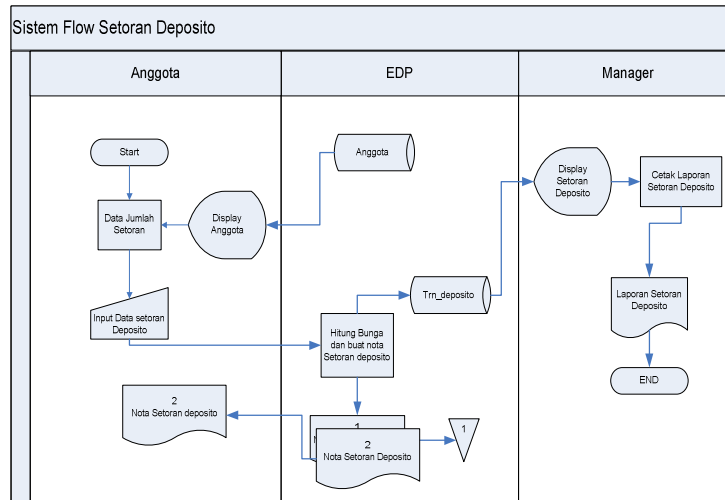 Sistem Flow Setoran Deposito
Anggota
EDP
Manager
Start
Data Jumlah
Setoran
Display
Anggota
Input Data setoran
Deposito
2
Nota Setoran deposito
Anggota
Trn_deposito
Hitung Bunga
dan buat nota
Setoran deposito
1
2
Nota Setoran Deposito
1
Display
Setoran
Deposito
Cetak Laporan
Setoran Deposito
Laporan Setoran
Deposito
END